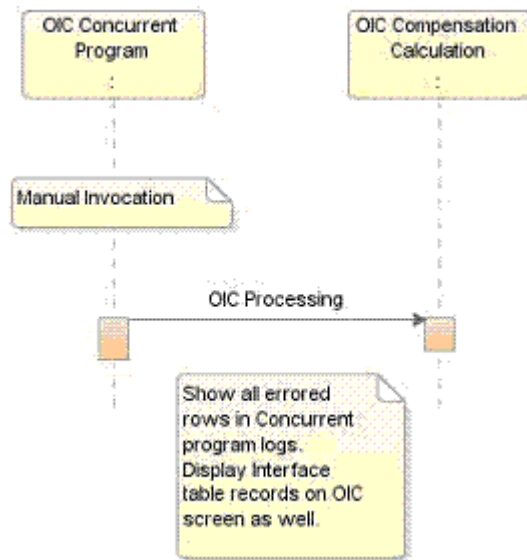 OIC Concurrent
Program
:
OIC Compensation
Calculation
:
Manual Invocation
OIC Processing
Show all errored
rows in Concurrent
program logs.
Display Interface
table records on OIC
screen as well.